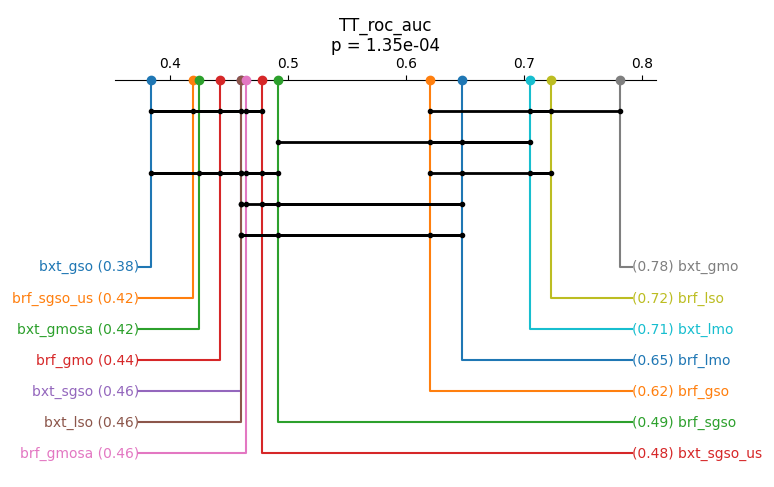 TT_roc_auc
p = 1.35e-04
0.4 0.5 0.6 0.7 0.8
bxt_gso (0.38) (0.78) bxt_gmo
brf_sgso_us (0.42) (0.72) brf_lso
bxt_gmosa (0.42) (0.71) bxt_lmo
brf_gmo (0.44) (0.65) brf_lmo
bxt_sgso (0.46) (0.62) brf_gso
bxt_lso (0.46) (0.49) brf_sgso
brf_gmosa (0.46) (0.48) bxt_sgso_us